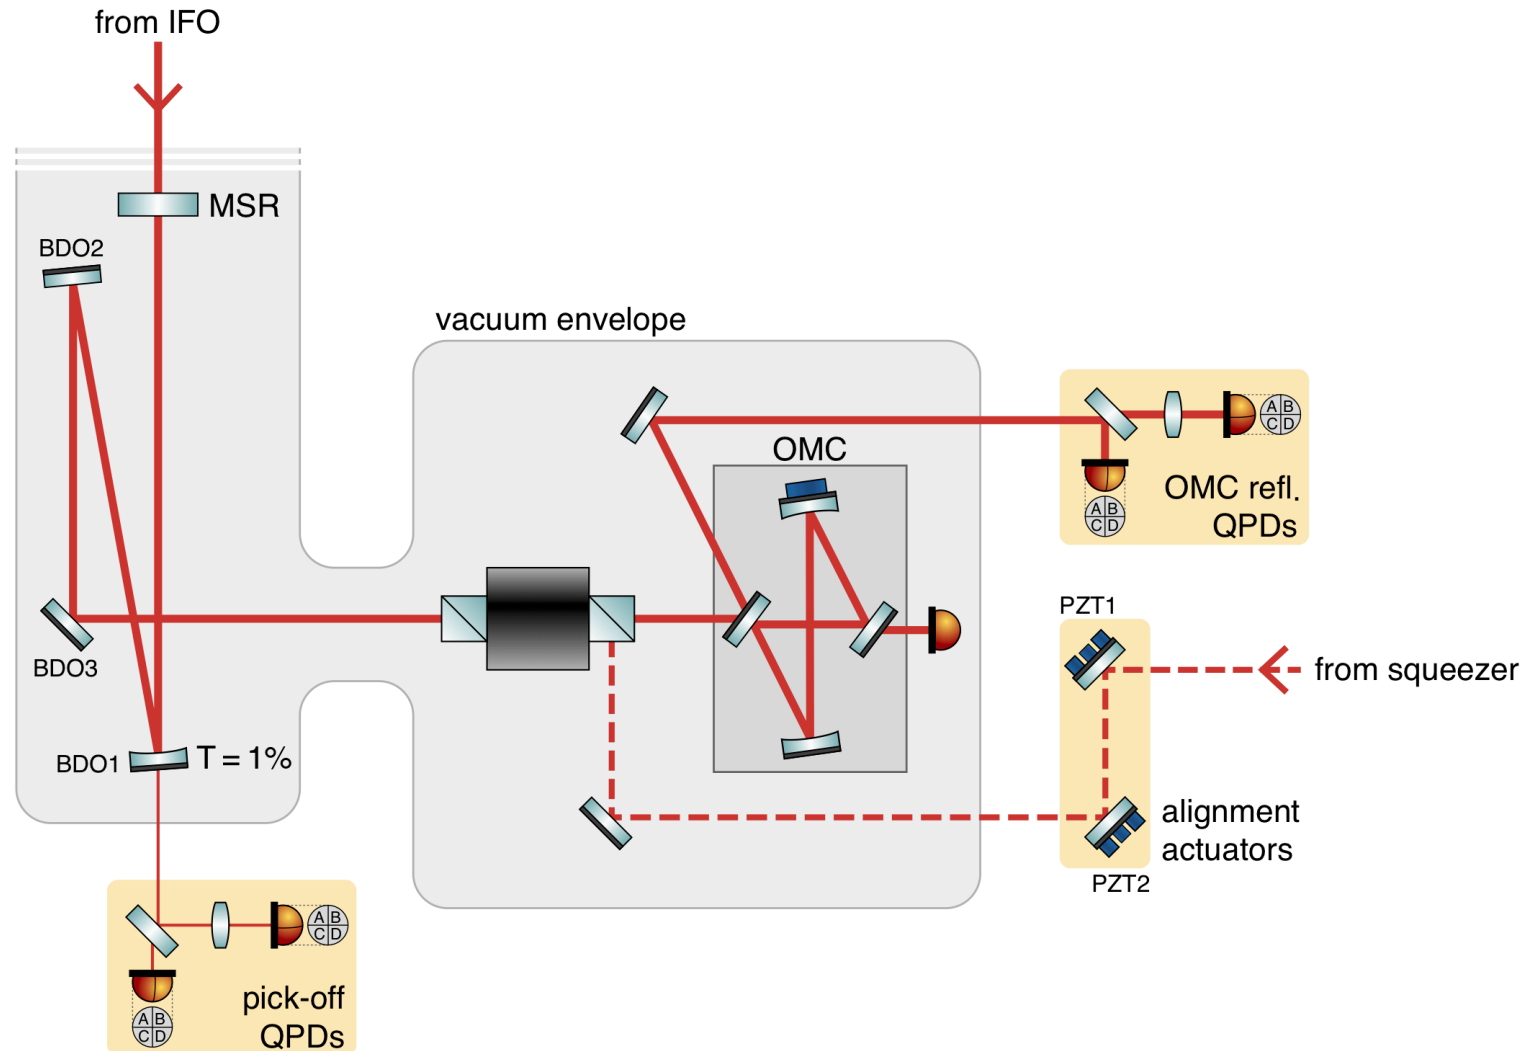 from IFO
MSR
BDO2
vacuum envelope
OMC
A B
C D
A B
C D
OMC refl.
QPDs
PZT1
from squeezer
BDO3
BDO1
T = 1%
alignment
actuators
PZT2
A B
C D
A B
C D
pick-off
QPDs